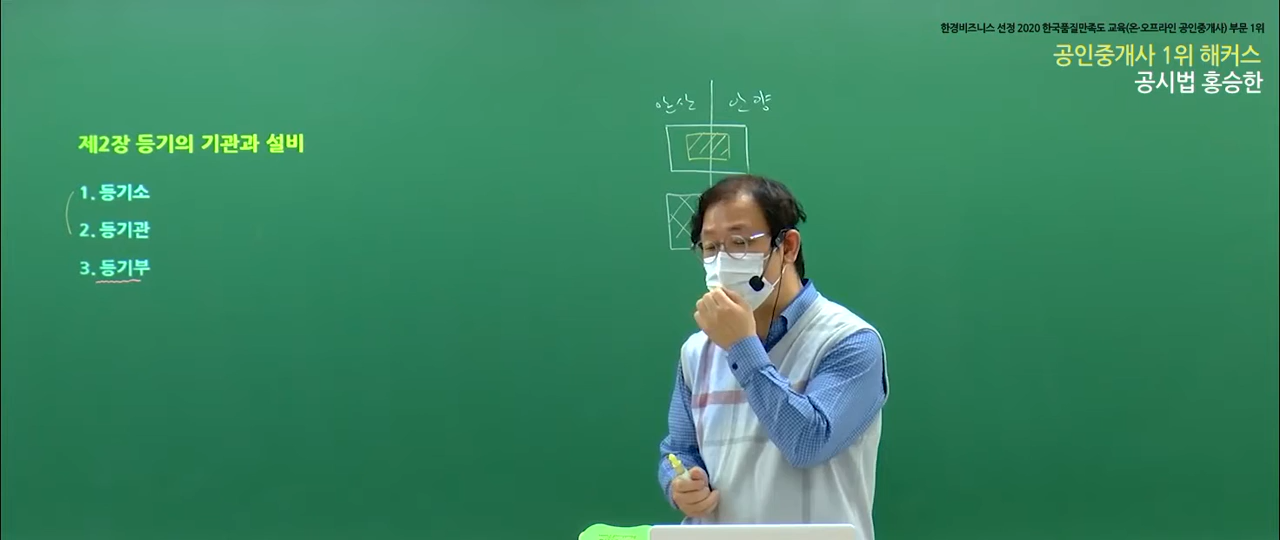 한경비즈니스 선정 2020 한국품질만족도 교육(온·오프라인 공인중개사) 부문 1위
공인중개사 1위 해커스
공시법 홍승한
안산 안양
제2장 등기의 기관과 설비
1. 등기소
2. 등기관
3. 등기부